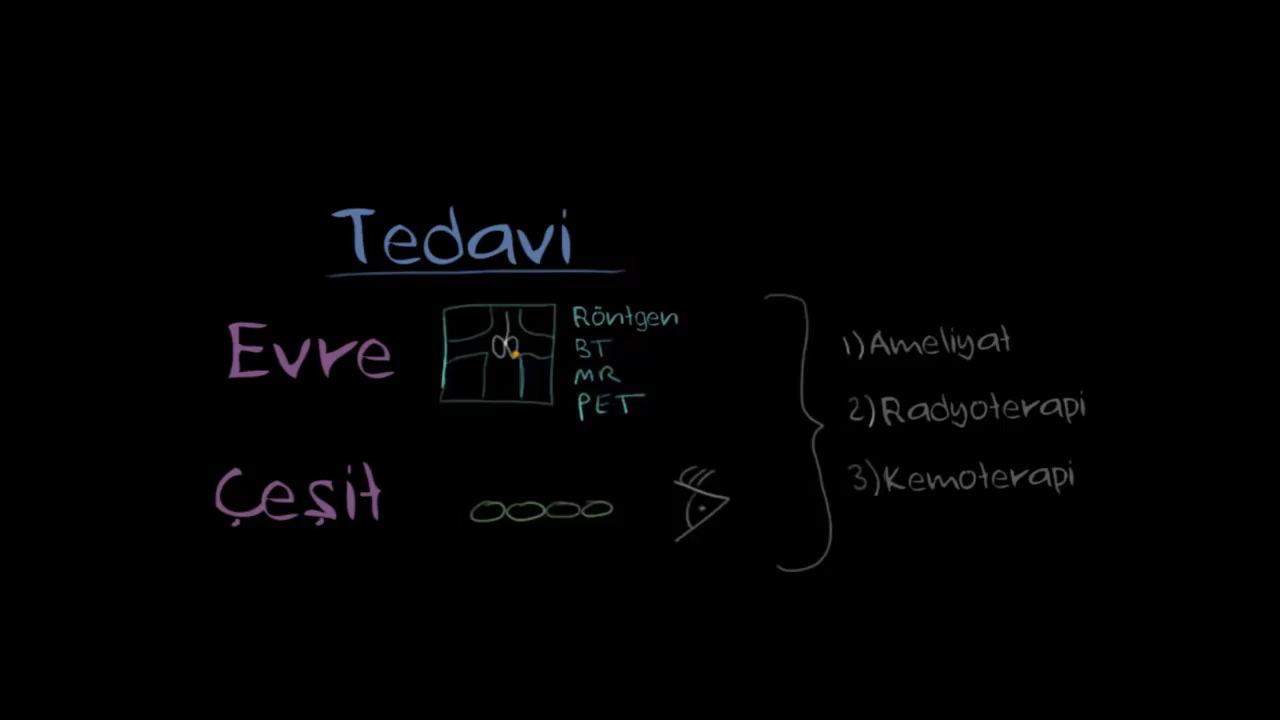 Tedavi
Evre
Röntgen
BT
MR
PET
Çeşit
1) Ameliyat
2) Radyoterapi
3) Kemoterapi